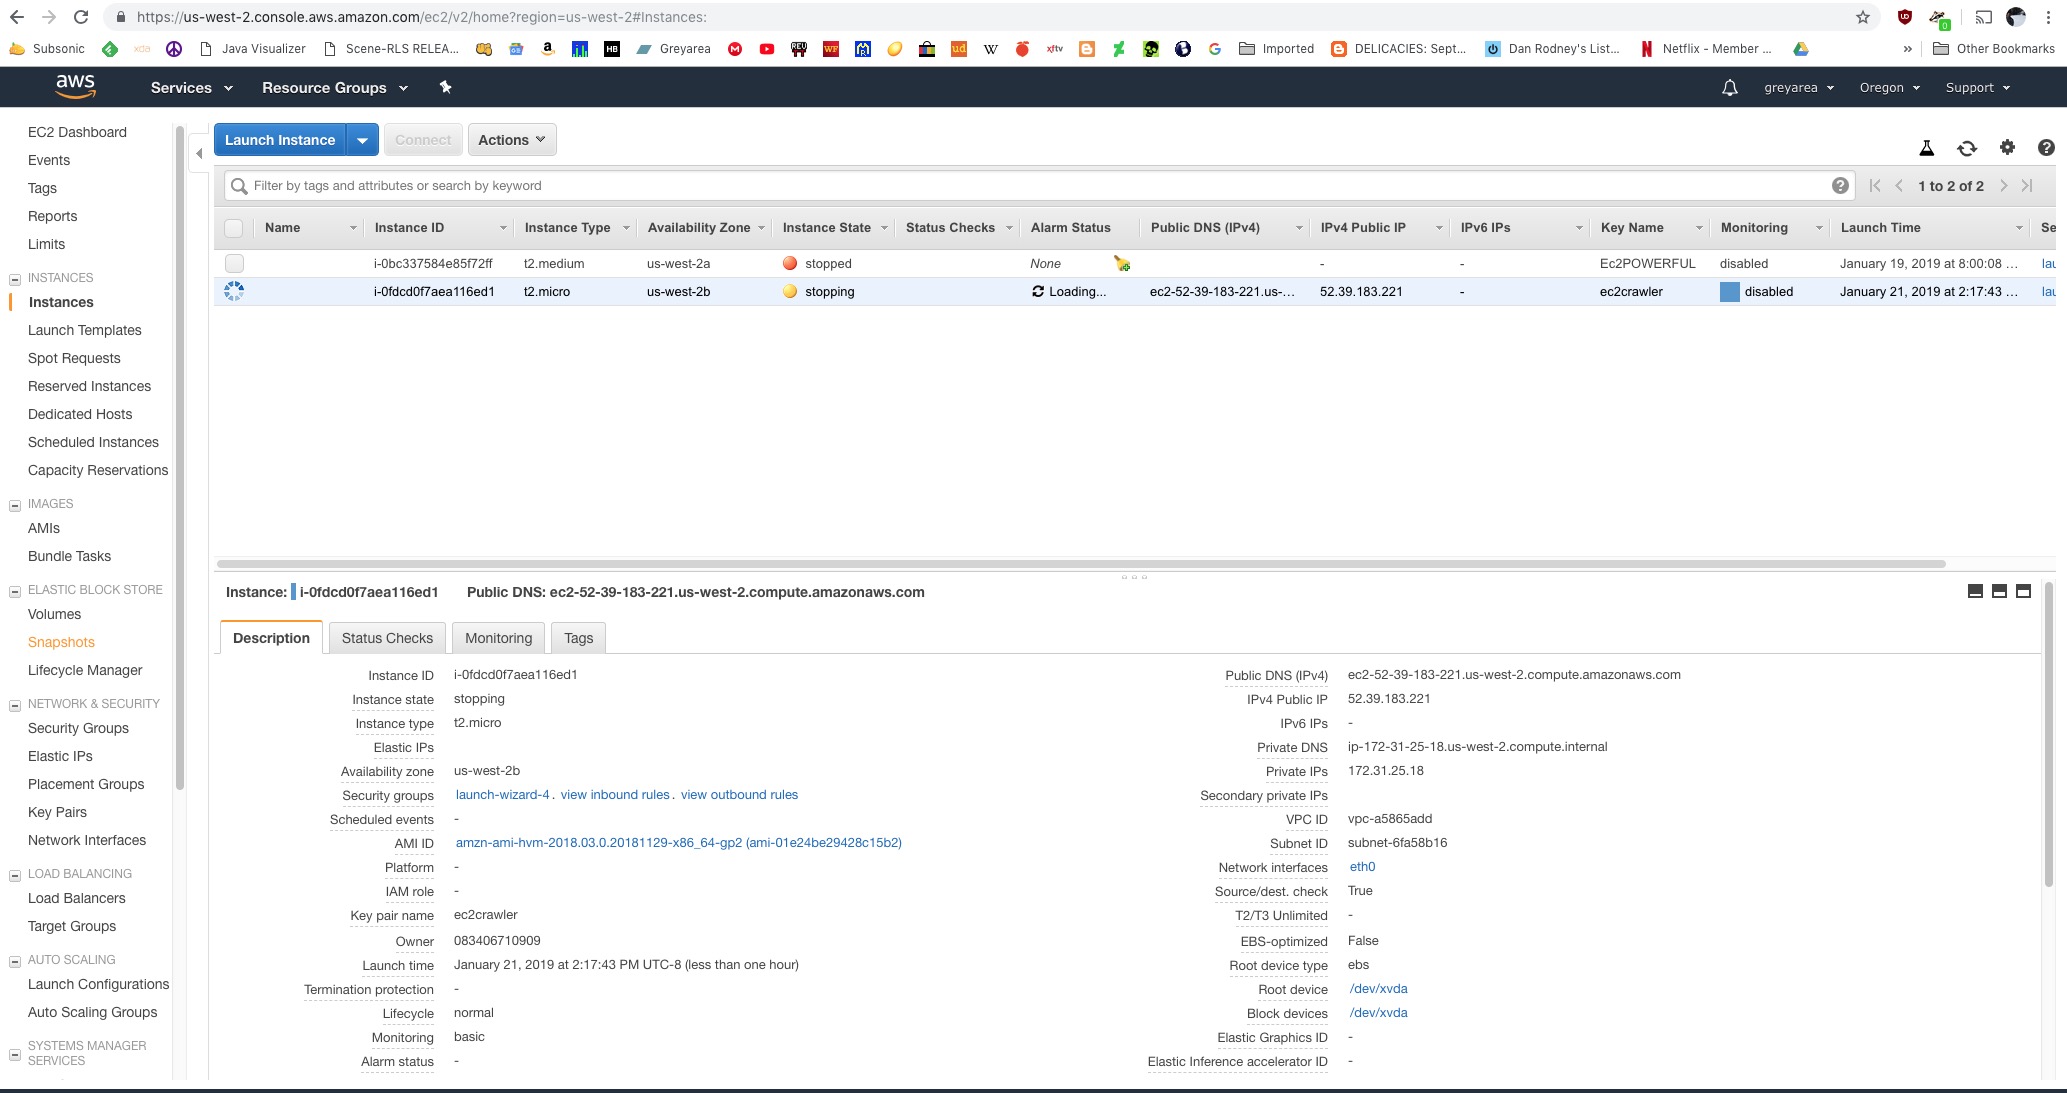 https://us-west-2.console.aws.amazon.com/ec2/v2/home?region=us-west-2#Instances:
Subsonic xda Java Visualizer Scene-RLS RELEA... HB Greyarea M REV WF ud W xftv Imported DELICACIES: Sept... Dan Rodney's List... Netflix - Member ... » Other Bookmarks
aws Services Resource Groups greyarea Oregon Support
EC2 Dashboard
Events
Tags
Reports
Limits
INSTANCES
Instances
Launch Templates
Spot Requests
Reserved Instances
Dedicated Hosts
Scheduled Instances
Capacity Reservations
IMAGES
AMIs
Bundle Tasks
ELASTIC BLOCK STORE
Volumes
Snapshots
Lifecycle Manager
NETWORK & SECURITY
Security Groups
Elastic IPs
Placement Groups
Key Pairs
Network Interfaces
LOAD BALANCING
Load Balancers
Target Groups
AUTO SCALING
Launch Configurations
Auto Scaling Groups
SYSTEMS MANAGER
SERVICES
Launch Instance Connect Actions
Filter by tags and attributes or search by keyword 1 to 2 of 2
Name Instance ID Instance Type Availability Zone Instance State Status Checks Alarm Status Public DNS (IPv4) IPv4 Public IP IPv6 IPs Key Name Monitoring Launch Time Se
i-0bc337584e85f72ff t2.medium us-west-2a stopped None - - Ec2POWERFUL disabled January 19, 2019 at 8:00:08 ... lau
i-0fdcd0f7aea116ed1 t2.micro us-west-2b stopping Loading... ec2-52-39-183-221.us-... 52.39.183.221 - ec2crawler disabled January 21, 2019 at 2:17:43 ... lau
Instance: i-0fdcd0f7aea116ed1 Public DNS: ec2-52-39-183-221.us-west-2.compute.amazonaws.com
Description Status Checks Monitoring Tags
Instance ID i-0fdcd0f7aea116ed1
Instance state stopping
Instance type t2.micro
Elastic IPs
Availability zone us-west-2b
Security groups launch-wizard-4. view inbound rules. view outbound rules
Scheduled events -
AMI ID amzn-ami-hvm-2018.03.0.20181129-x86_64-gp2 (ami-01e24be29428c15b2)
Platform -
IAM role -
Key pair name ec2crawler
Owner 083406710909
Launch time January 21, 2019 at 2:17:43 PM UTC-8 (less than one hour)
Termination protection -
Lifecycle normal
Monitoring basic
Alarm status -
Public DNS (IPv4) ec2-52-39-183-221.us-west-2.compute.amazonaws.com
IPv4 Public IP 52.39.183.221
IPv6 IPs -
Private DNS ip-172-31-25-18.us-west-2.compute.internal
Private IPs 172.31.25.18
Secondary private IPs
VPC ID vpc-a5865add
Subnet ID subnet-6fa58b16
Network interfaces eth0
Source/dest. check True
T2/T3 Unlimited -
EBS-optimized False
Root device type ebs
Root device /dev/xvda
Block devices /dev/xvda
Elastic Graphics ID -
Elastic Inference accelerator ID -